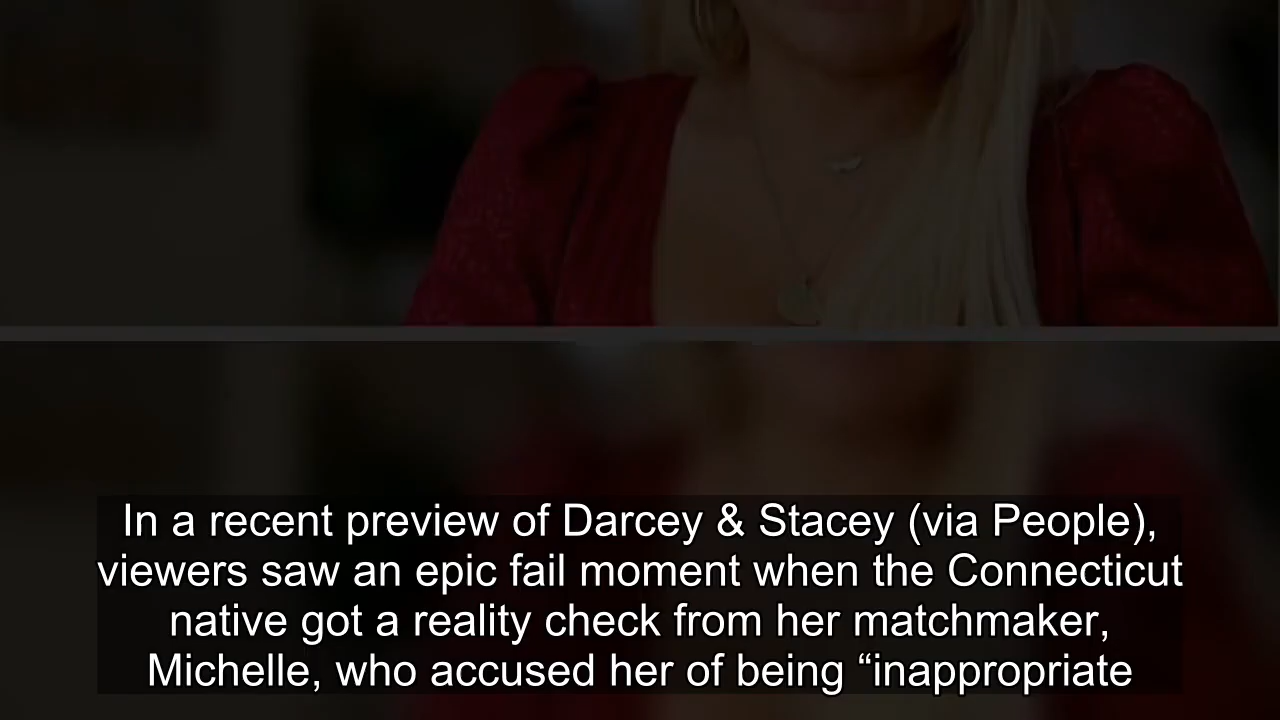 In a recent preview of Darcey & Stacey (via People),
viewers saw an epic fail moment when the Connecticut
native got a reality check from her matchmaker,
Michelle, who accused her of being “inappropriate